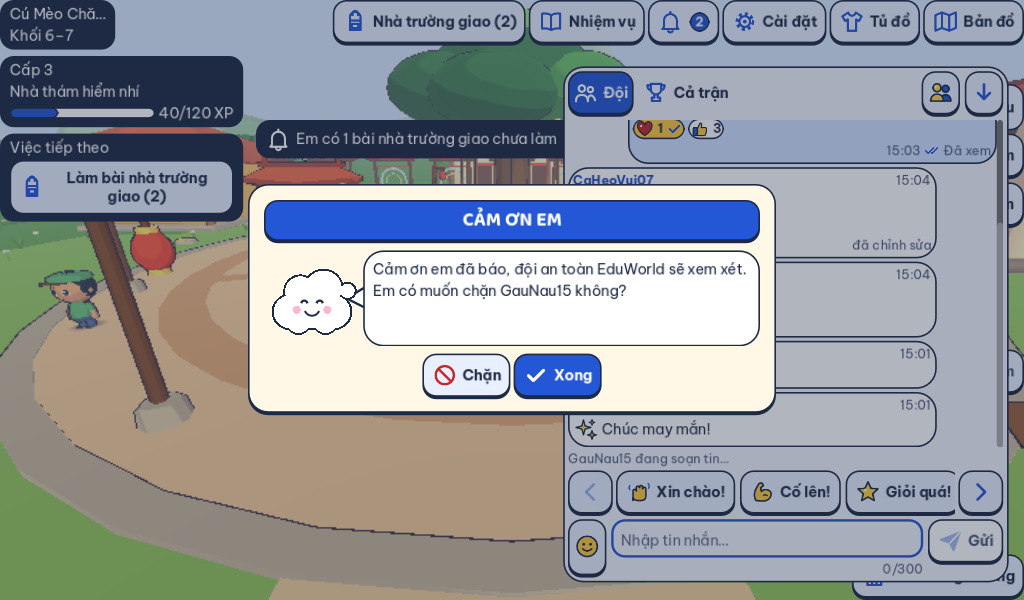 Cú Mèo Chă...
Khối 6–7
Nhà trường giao (2)
Nhiệm vụ
2
Cài đặt
Tủ đồ
Bản đồ
Cấp 3
Nhà thám hiểm nhí
40/120 XP
Việc tiếp theo
Làm bài nhà trường
giao (2)
Em có 1 bài nhà trường giao chưa làm
Đội
Cả trận
1
3
15:03 Đã xem
CaHeoVui07
15:04
đã chỉnh sửa
15:04
15:01
15:01
Chúc may mắn!
CẢM ƠN EM
Cảm ơn em đã báo, đội an toàn EduWorld sẽ xem xét.
Em có muốn chặn GauNau15 không?
Chặn
Xong
GauNau15 đang soạn tin...
Xin chào!
Cố lên!
Giỏi quá!
Nhập tin nhắn...
Gửi
0/300